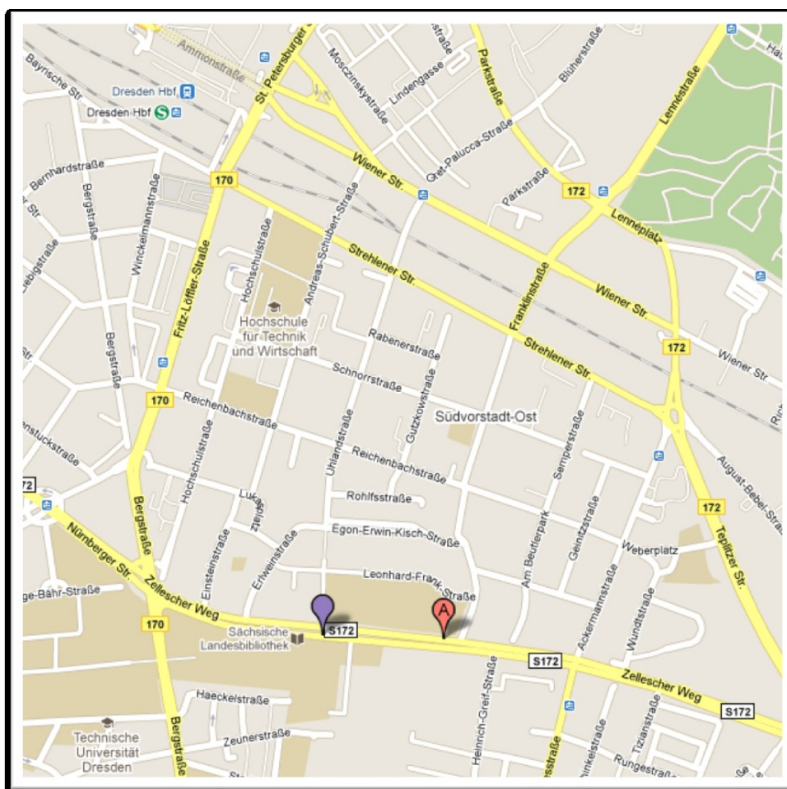 Ammonstraße
Bayrische Str.
Dresden Hbf.
Dresden-Hbf
St. Petersburger
Mosczinskystraße
Lindengasse
Blüherstraße
Parkstraße
Lennéstraße
Gret-Palucca-Straße
Wiener Str.
Bernhardstraße
Bergstraße
Winckelmannstraße
170
Parkstraße
172
Lennéplatz
Hochschulstraße
Andreas-Schubert-Straße
Strehlener Str.
Franklinstraße
Wiener Str.
Fritz-Löffler-Straße
Bergstraße
Hochschule
für Technik
und Wirtschaft
Rabenerstraße
Strehlener Str.
172
Wiener Str.
Schnorrstraße
Gutzkowstraße
170
Reichenbachstraße
Südvorstadt-Ost
Hochschulstraße
Uhlandstraße
Reichenbachstraße
Semperstraße
August-Bebel-Straße
Bergstraße
Lukasplatz
Rohlfsstraße
172
Teplitzer Str.
Nürnberger Str.
Egon-Erwin-Kisch-Straße
Am Beutlerpark
Geinitzstraße
Weberplatz
Einsteinstraße
Erlweinstraße
Leonhard-Frank-Straße
Ackermannstraße
Wundtstraße
Zellescher Weg
A
170
Sächsische
Landesbibliothek
S172
S172
Zellescher Weg
S172
Haeckelstraße
Heinrich-Greif-Straße
Tizianstraße
Technische
Universität
Dresden
Zeunerstraße
Bergstraße
Rungestraße